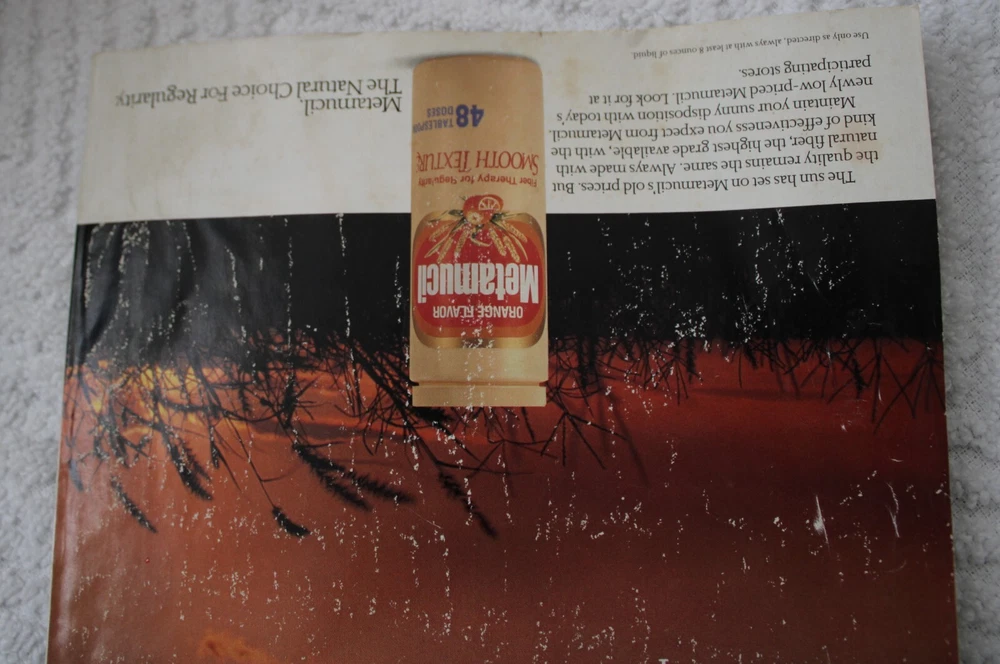 The sun has set on Metamucil's old prices. But
the quality remains the same. Always made with
natural fiber, the highest grade available, with the
kind of effectiveness you expect from Metamucil.
Maintain your sunny disposition with today's
newly low-priced Metamucil. Look for it at
participating stores.
Use only as directed, always with at least 8 ounces of liquid.
ORANGE FLAVOR
Metamucil
Fiber Therapy for Regularity
SMOOTH TEXTURE
48 TABLESPOON
DOSES
Metamucil,
The Natural Choice For Regularity.